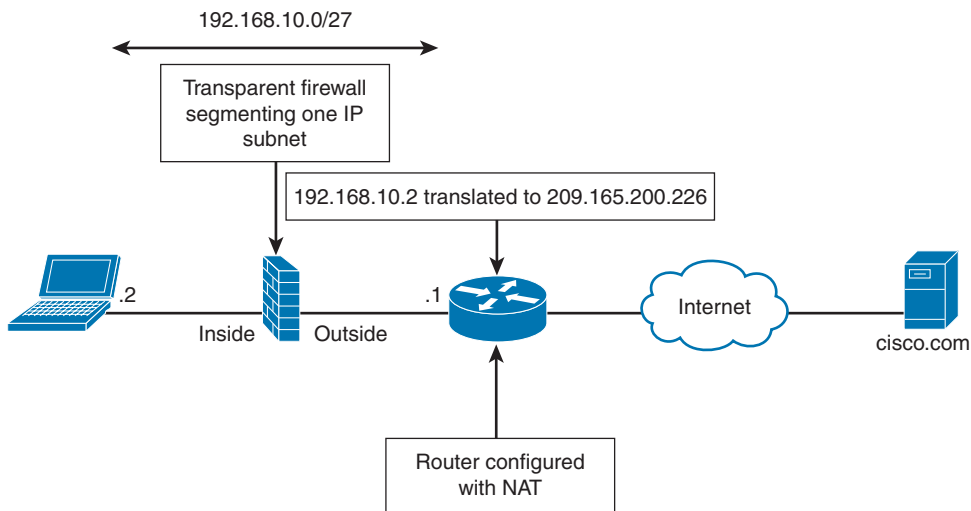 192.168.10.0/27
Transparent firewall
segmenting one IP
subnet
192.168.10.2 translated to 209.165.200.226
.2
.1
Inside
Outside
Internet
cisco.com
Router configured
with NAT